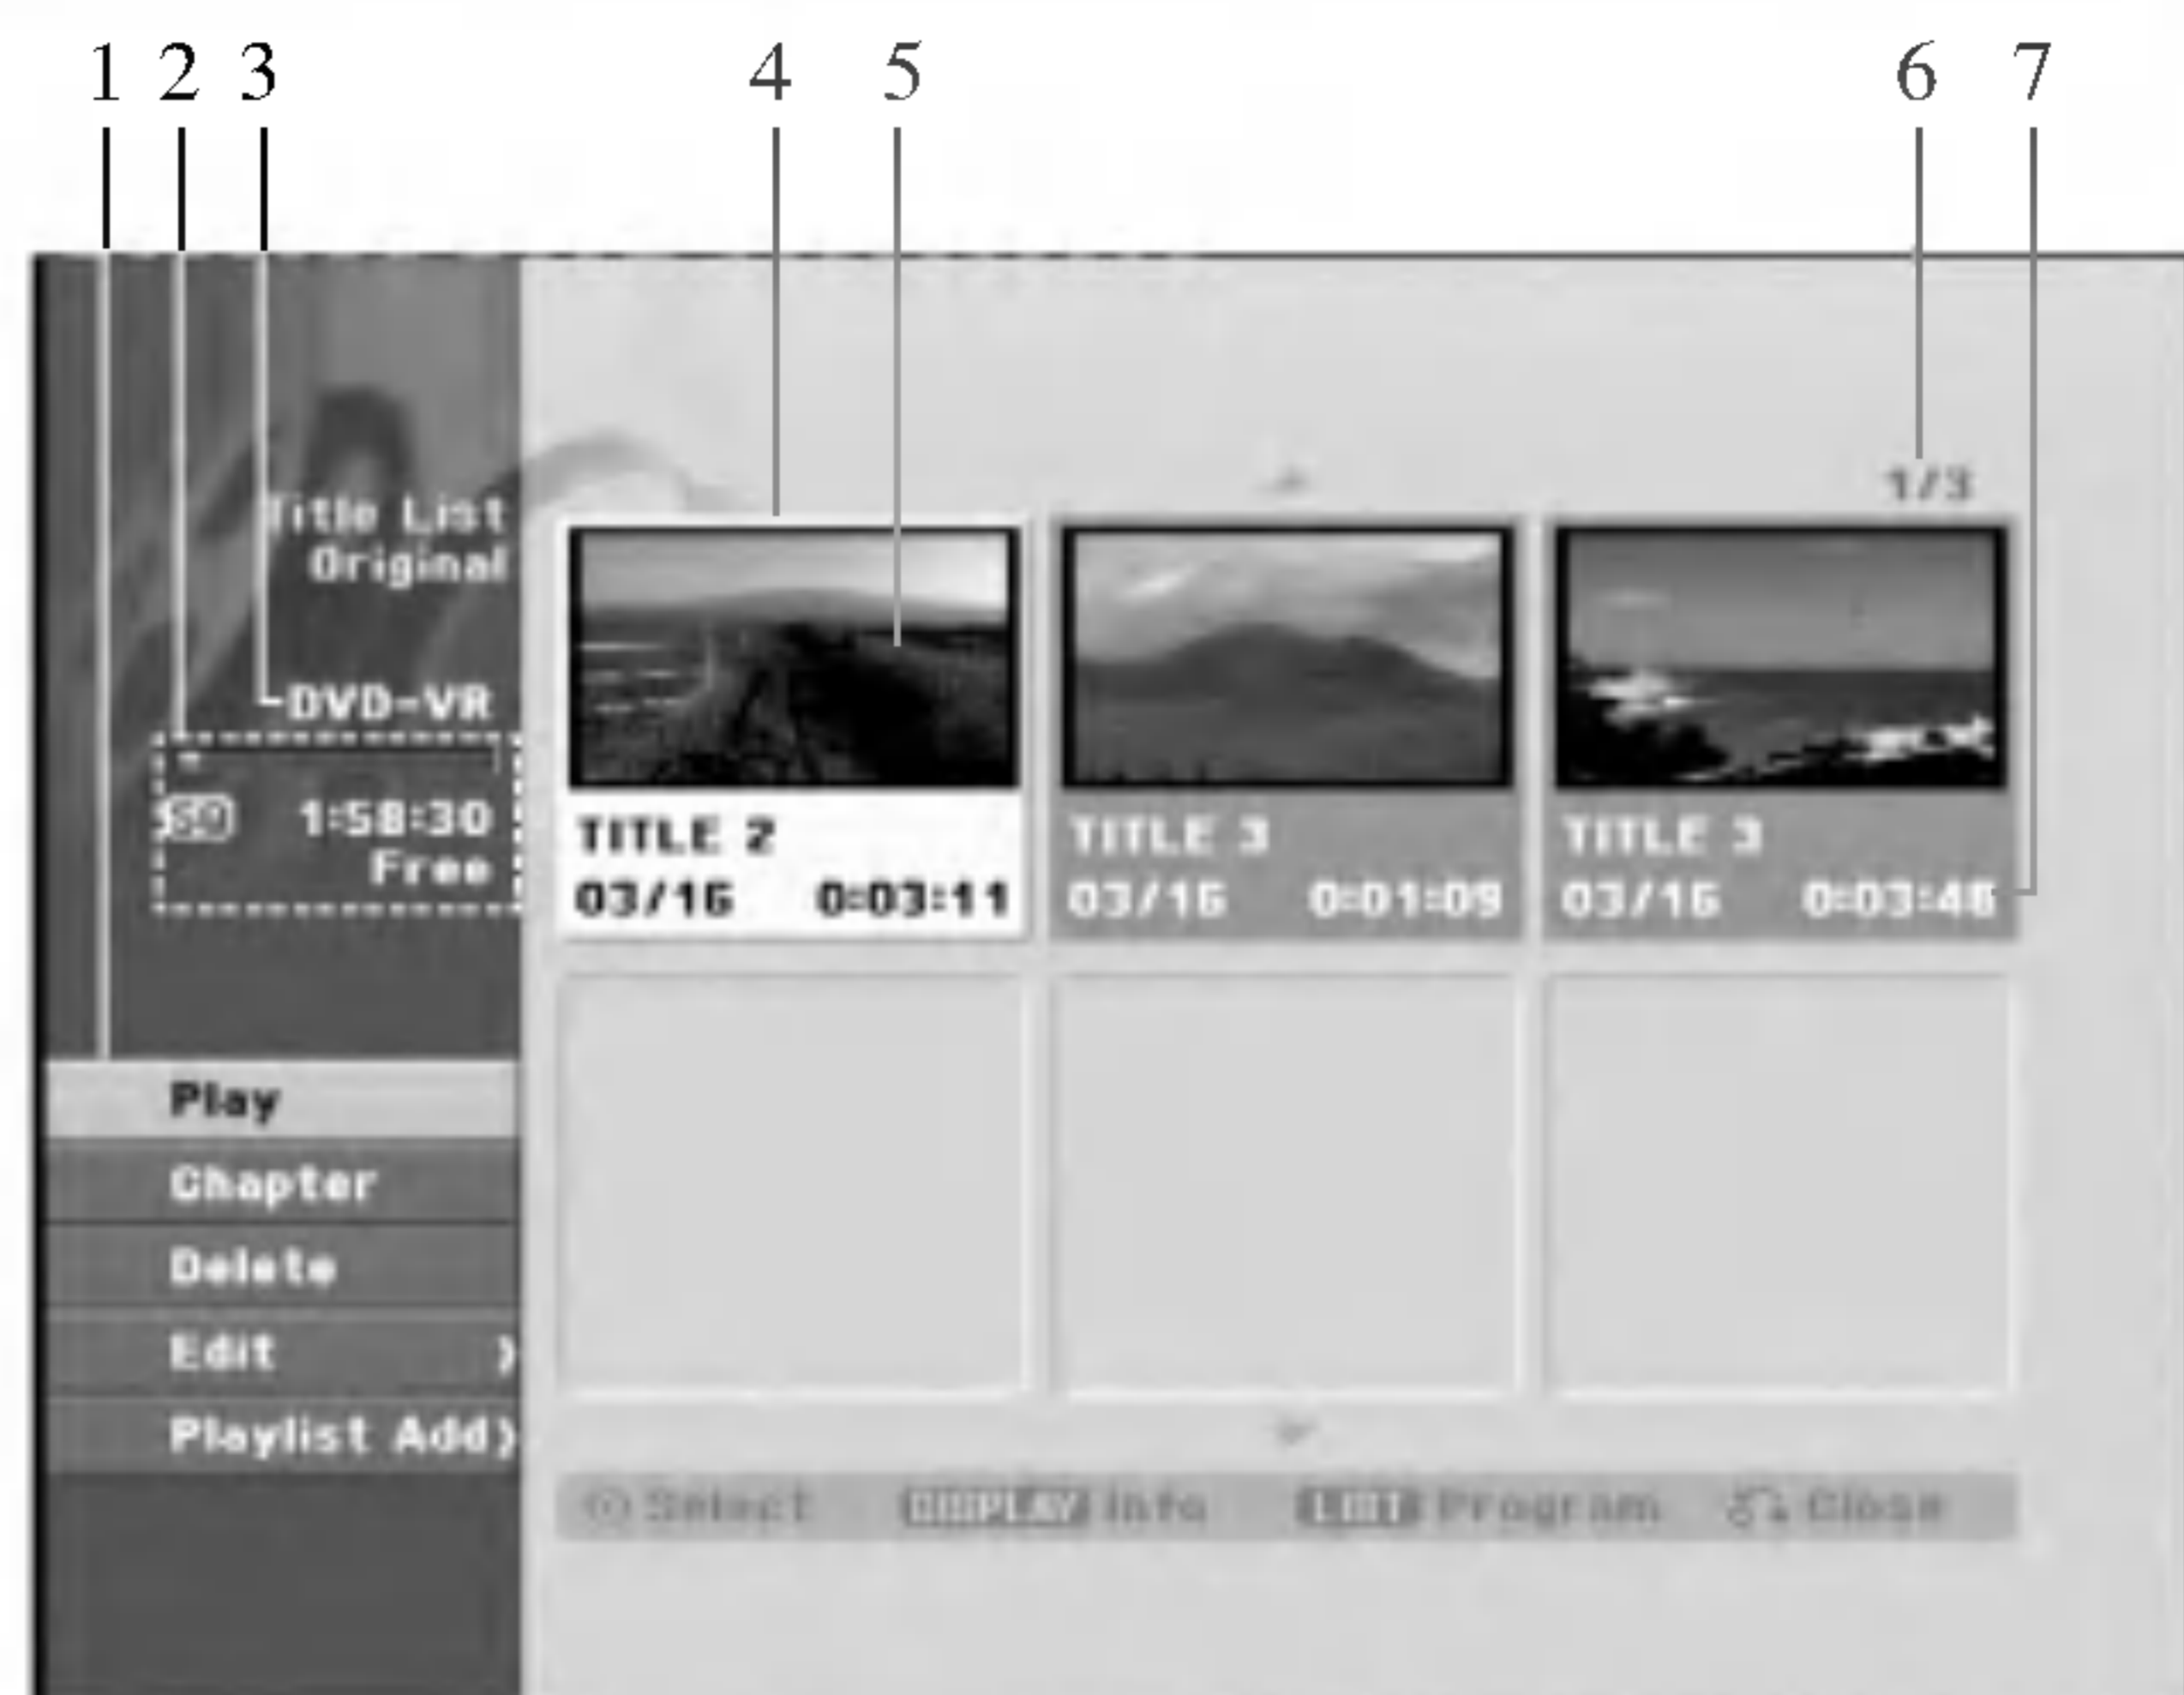 1 2 3 4 5 6 7
Title List
Original
DVD-VR
SQ 1:58:30
Free
Play
Chapter
Delete
Edit
Playlist Add
1/3
TITLE 2
03/16 0:03:11
TITLE 3
03/16 0:01:09
TITLE 3
03/16 0:03:48
Select DISPLAY Info LIST Program Close